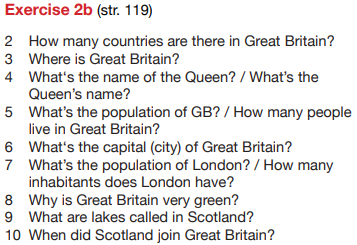 Exercise 2b (str. 119)
2 How many countries are there in Great Britain?
3 Where is Great Britain?
4 What's the name of the Queen? / What's the
Queen's name?
5 What's the population of GB? / How many people
live in Great Britain?
6 What's the capital (city) of Great Britain?
7 What's the population of London? / How many
inhabitants does London have?
8 Why is Great Britain very green?
9 What are lakes called in Scotland?
10 When did Scotland join Great Britain?